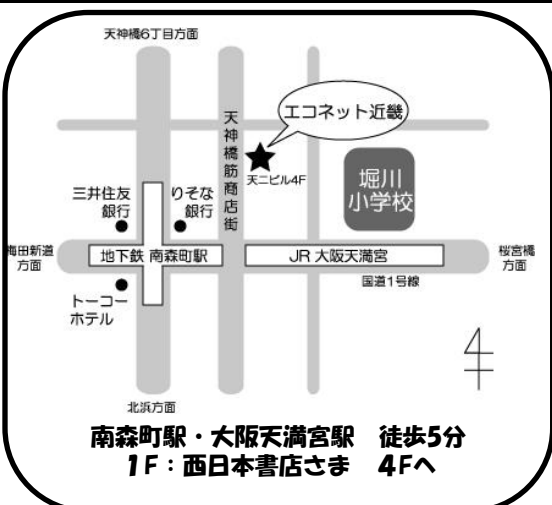 天神橋6丁目方面
エコネット近畿
天神橋筋商店街
天二ビル4F
堀川
小学校
三井住友
銀行
りそな
銀行
梅田新道
方面
地下鉄 南森町駅
JR 大阪天満宮
桜宮橋
方面
国道1号線
トーコー
ホテル
北浜方面
南森町駅・大阪天満宮駅　徒歩5分
1F：西日本書店さま　4Fへ